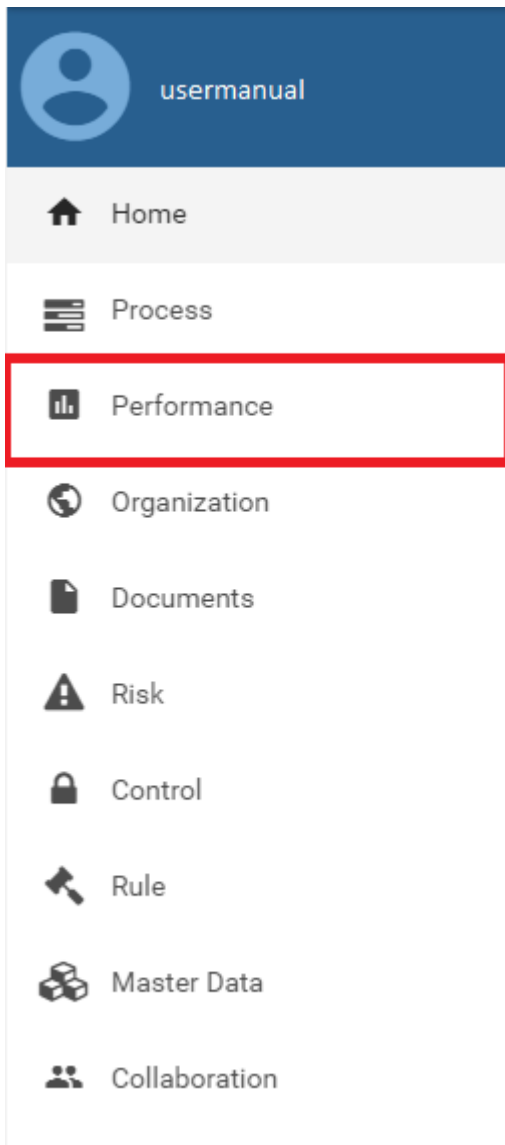 usermanual
Home
Process
Performance
Organization
Documents
Risk
Control
Rule
Master Data
Collaboration